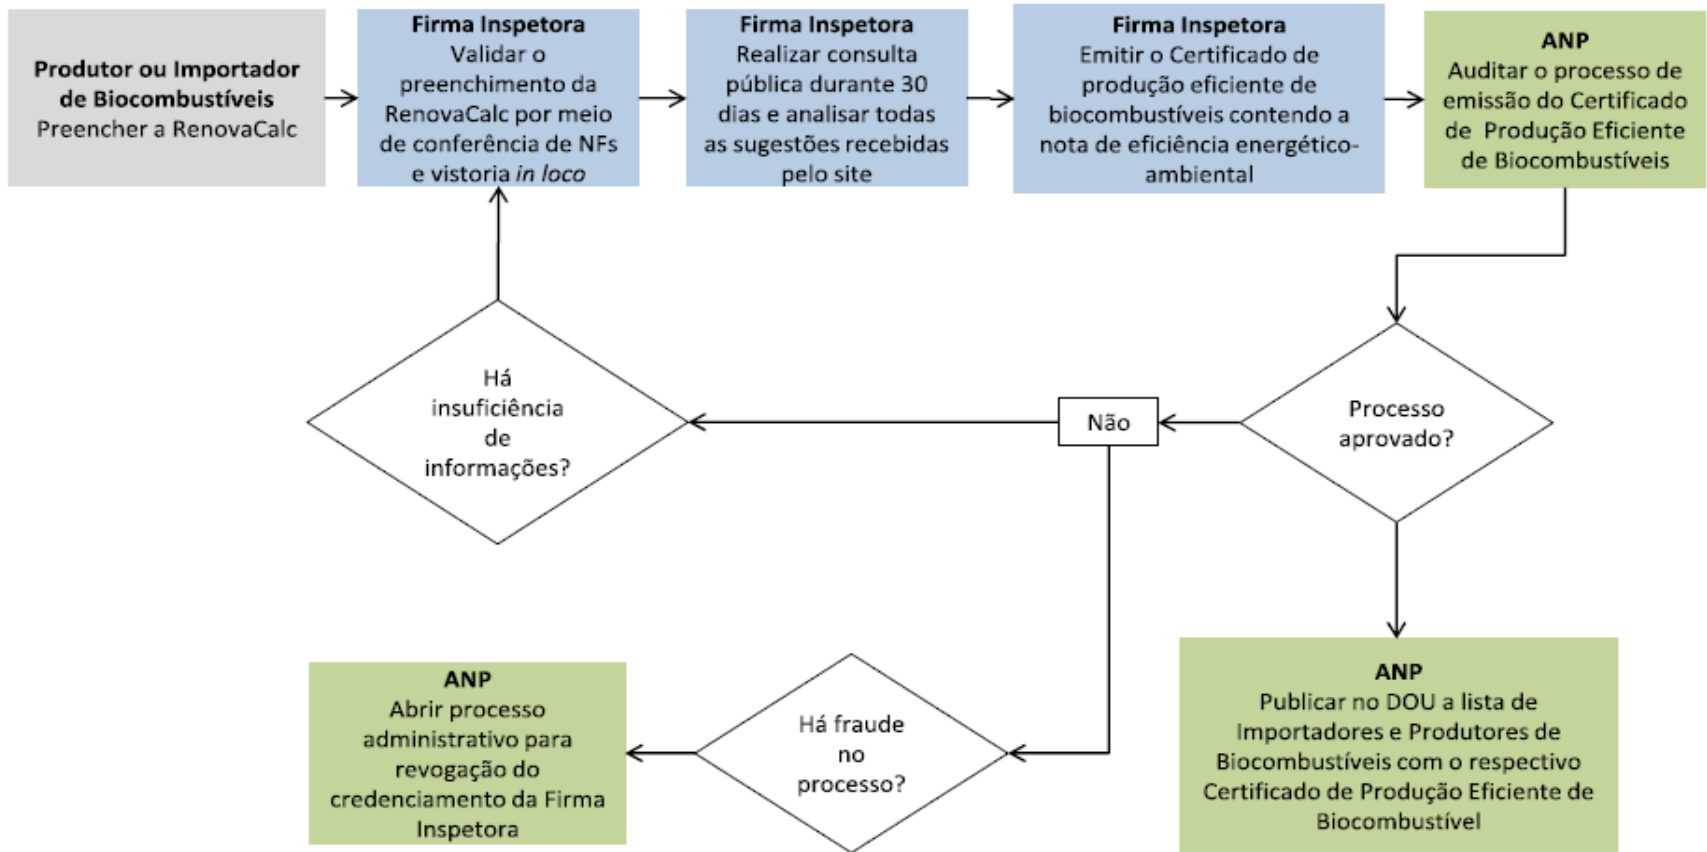 Produtor ou Importador
de Biocombustíveis
Preencher a RenovaCalc
Firma Inspetora
Validar o
preenchimento da
RenovaCalc por meio
de conferência de NFs
e vistoria in loco
Firma Inspetora
Realizar consulta
pública durante 30
dias e analisar todas
as sugestões recebidas
pelo site
Firma Inspetora
Emitir o Certificado de
produção eficiente de
biocombustíveis contendo a
nota de eficiência energético-
ambiental
ANP
Auditar o processo de
emissão do Certificado
de Produção Eficiente
de Biocombustíveis
Há
insuficiência
de
informações?
Não
Processo
aprovado?
ANP
Abrir processo
administrativo para
revogação do
credenciamento da Firma
Inspetora
Há fraude
no
processo?
ANP
Publicar no DOU a lista de
Importadores e Produtores de
Biocombustíveis com o respectivo
Certificado de Produção Eficiente de
Biocombustível